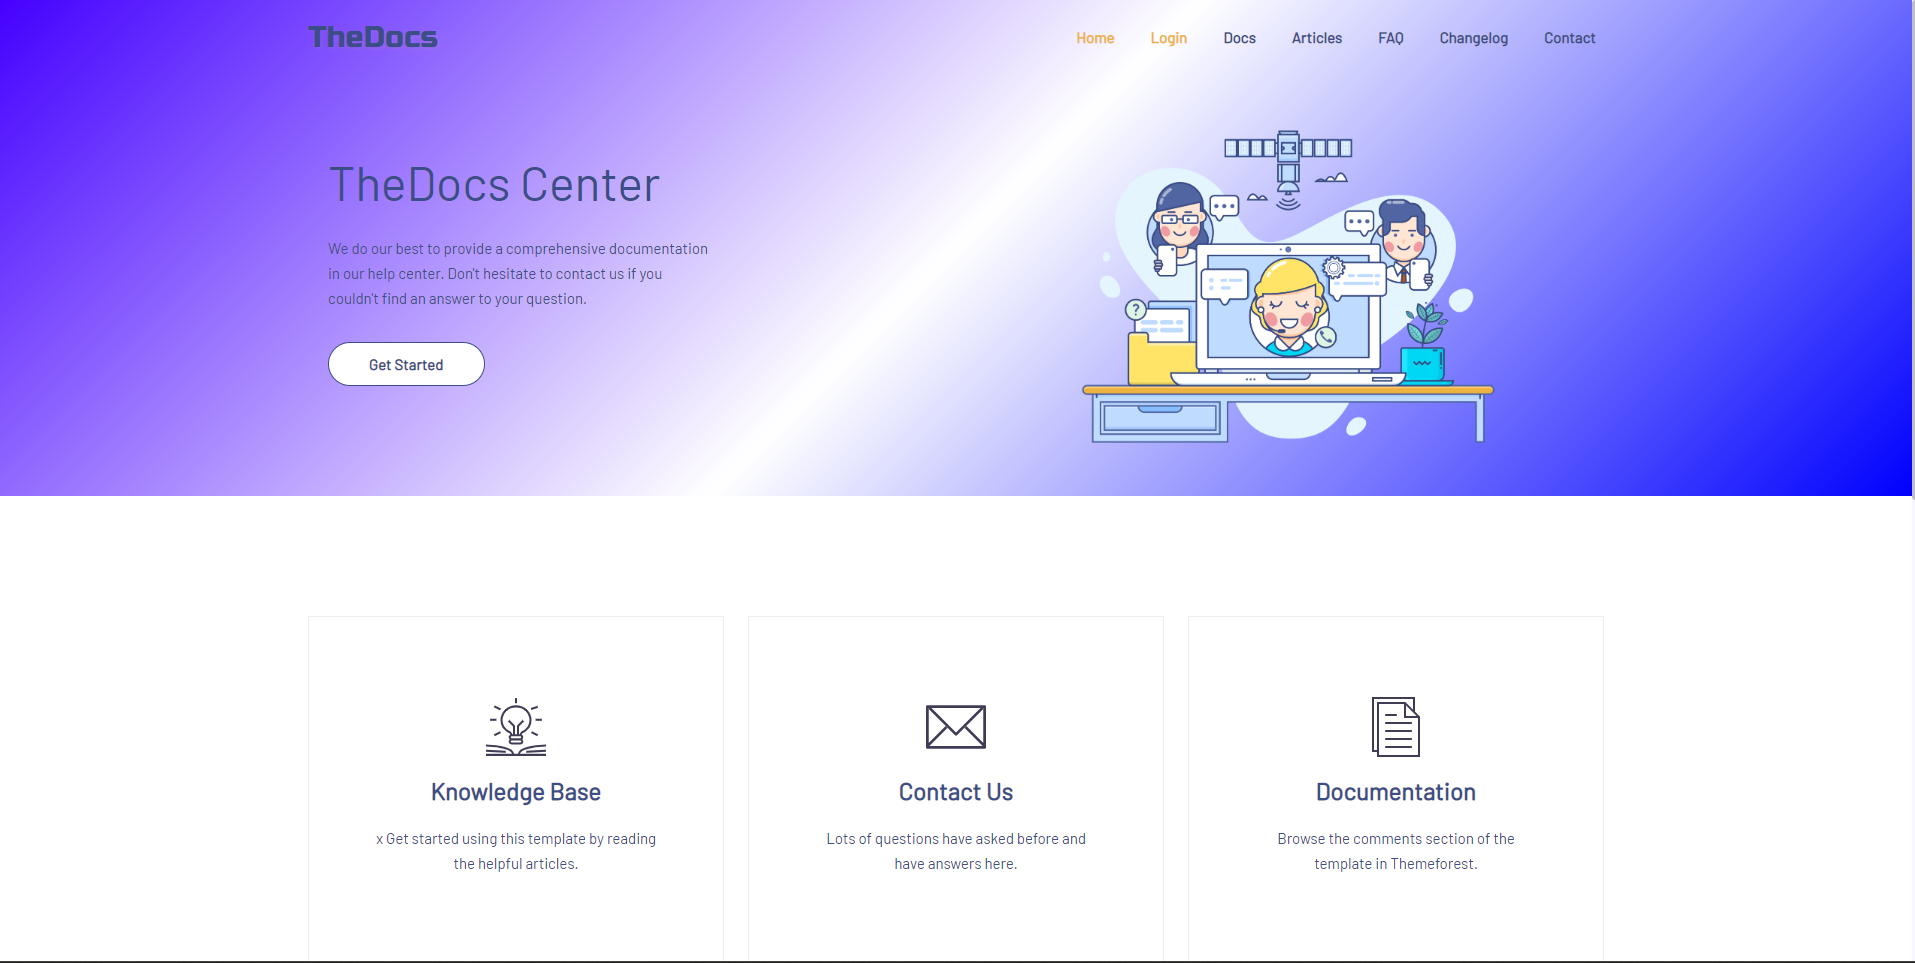 TheDocs
Home Login Docs Articles FAQ Changelog Contact
TheDocs Center
We do our best to provide a comprehensive documentation
in our help center. Don't hesitate to contact us if you
couldn't find an answer to your question.
Get Started
?
Knowledge Base
x Get started using this template by reading
the helpful articles.
Contact Us
Lots of questions have asked before and
have answers here.
Documentation
Browse the comments section of the
template in Themeforest.